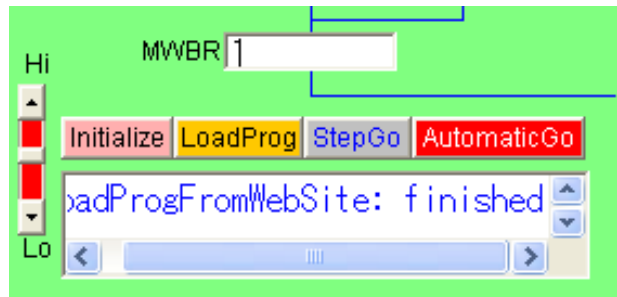 MWBR 1
Hi
Initialize LoadProg StepGo AutomaticGo
oadProgFromWebSite: finished
Lo